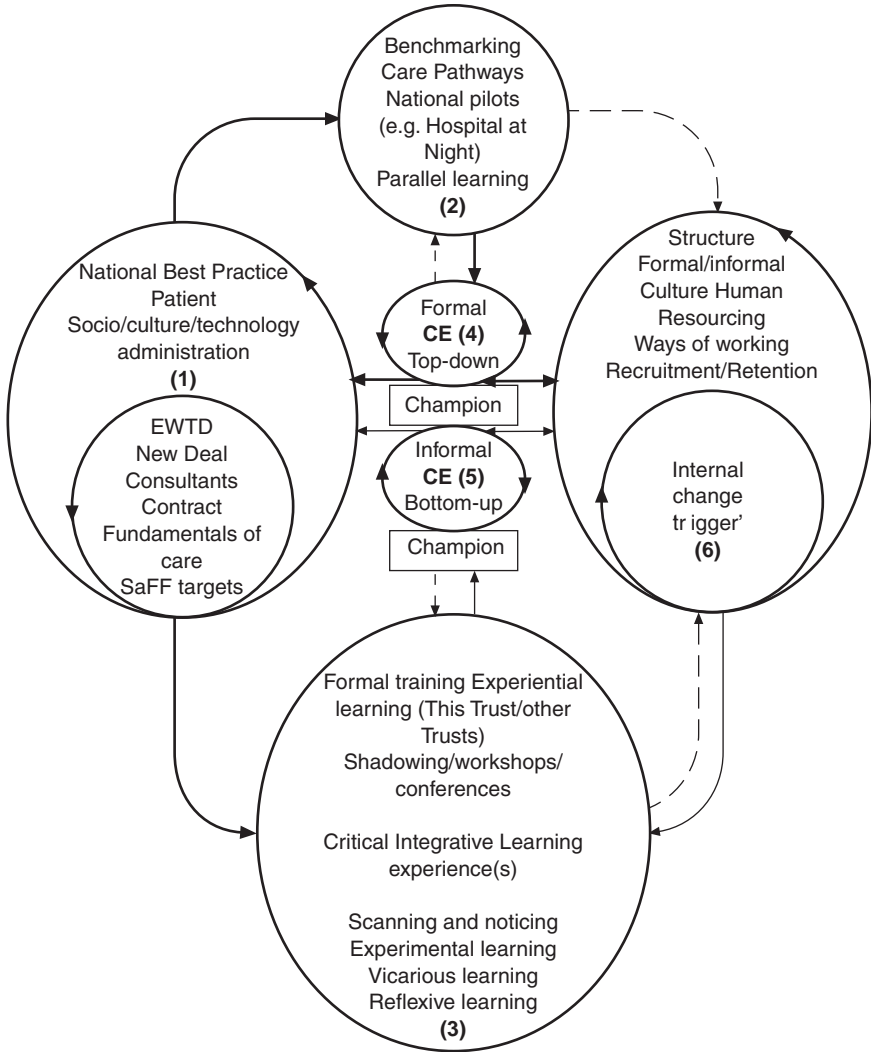 Benchmarking
Care Pathways
National pilots
(e.g. Hospital at
Night)
Parallel learning
(2)
National Best Practice
Patient
Socio/culture/technology
administration
(1)
EWTD
New Deal
Consultants
Contract
Fundamentals of
care
SaFF targets
Formal
CE (4)
Top-down
Champion
Informal
CE (5)
Bottom-up
Champion
Structure
Formal/informal
Culture Human
Resourcing
Ways of working
Recruitment/Retention
Internal
change
tr igger’
(6)
Formal training Experiential
learning (This Trust/other
Trusts)
Shadowing/workshops/
conferences
Critical Integrative Learning
experience(s)
Scanning and noticing
Experimental learning
Vicarious learning
Reflexive learning
(3)